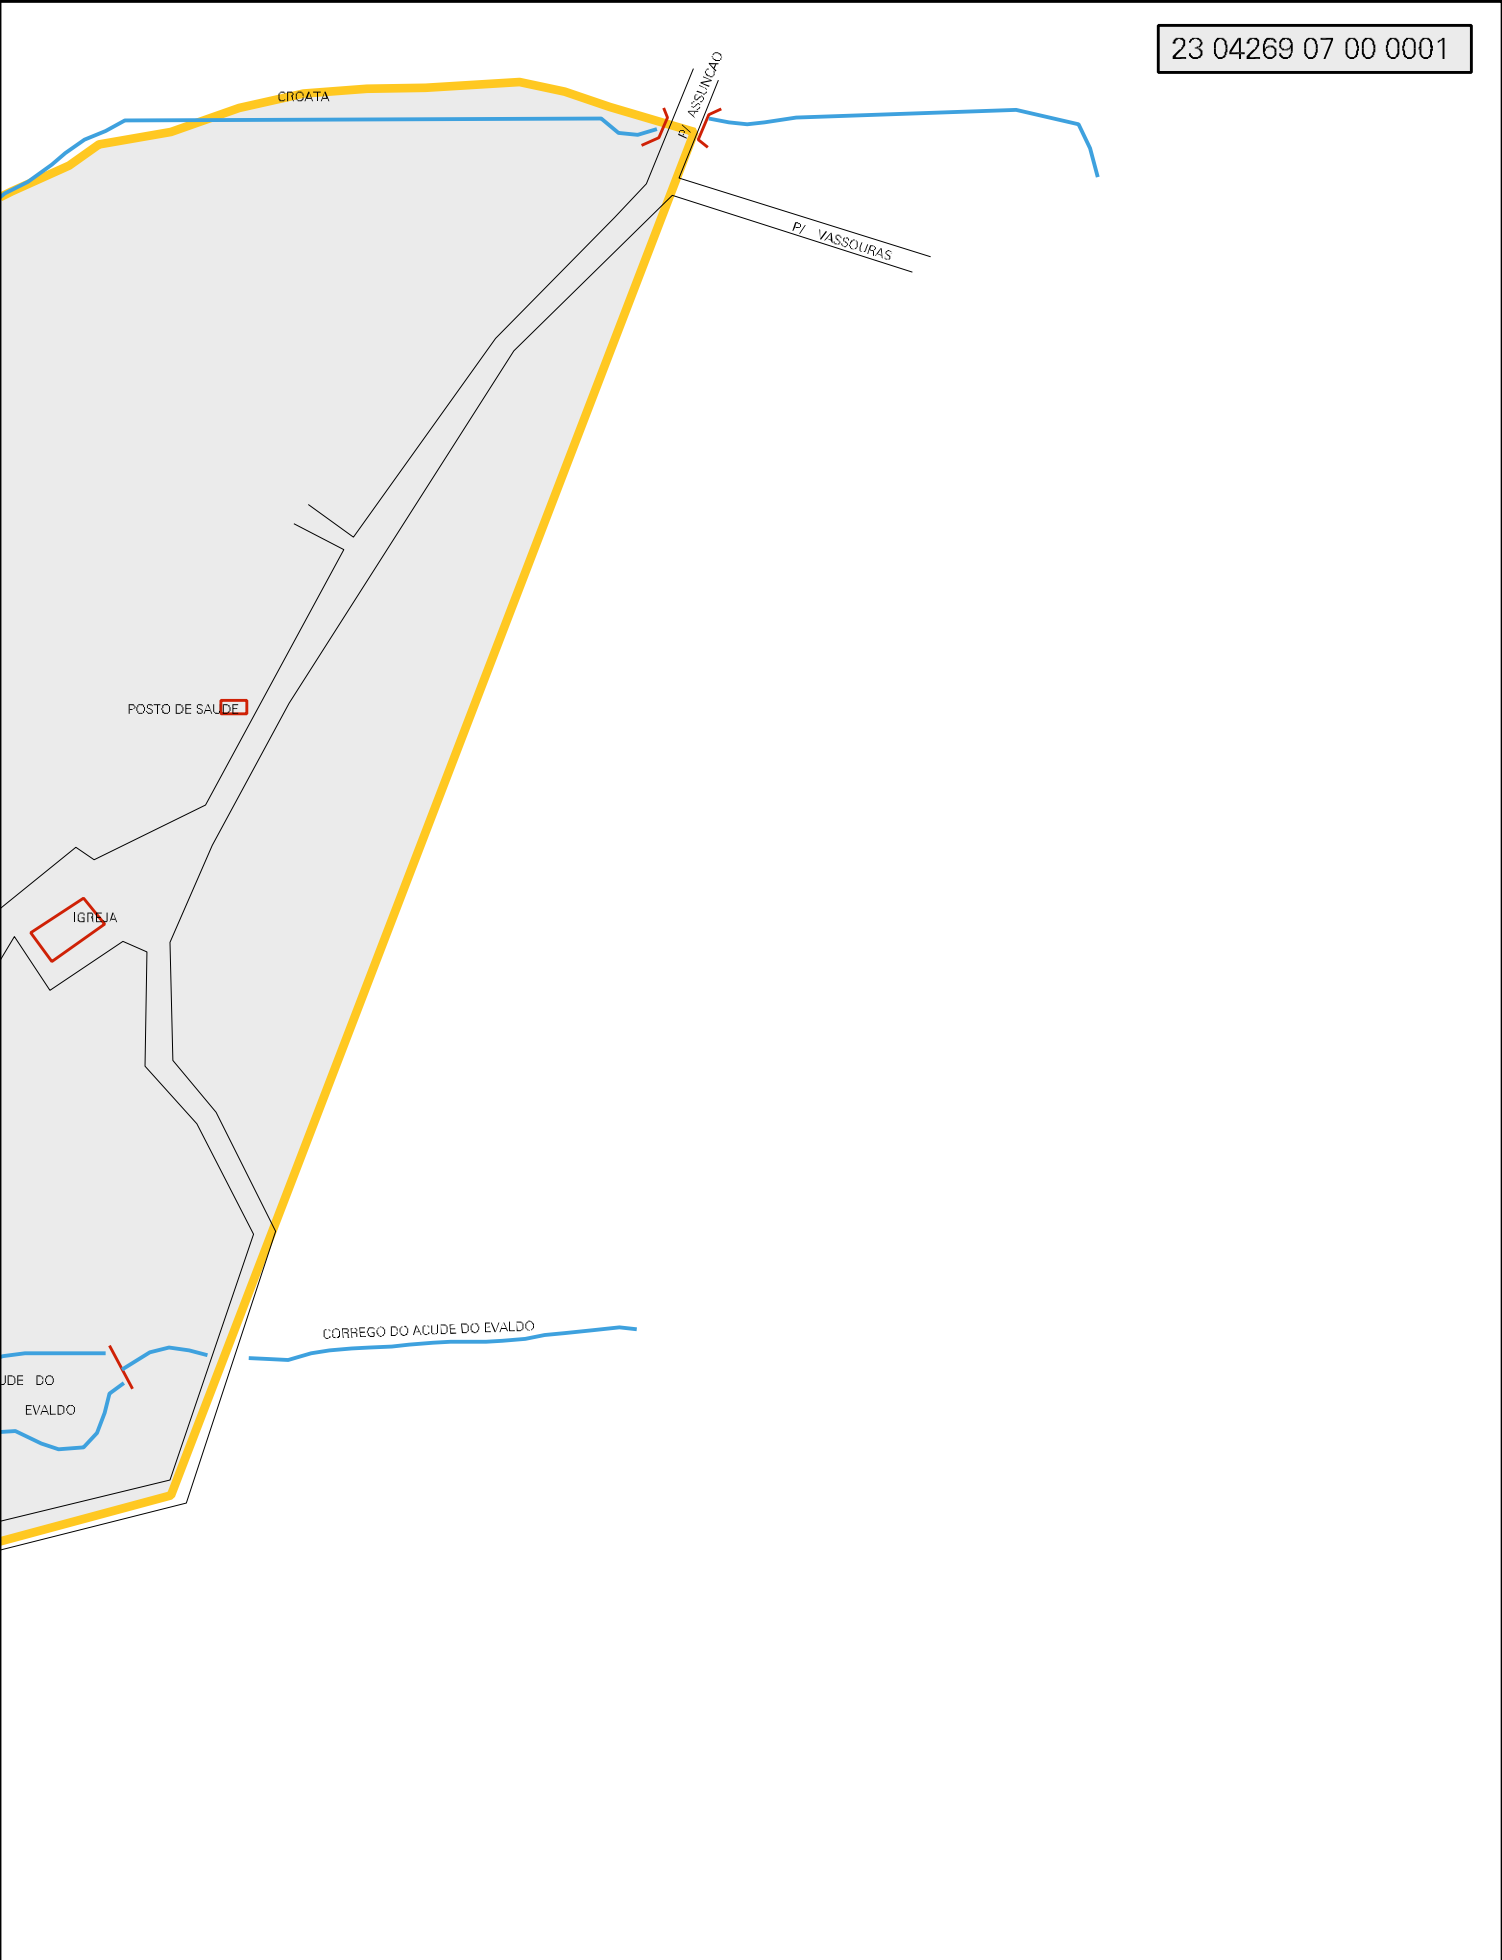 23 04269 07 00 0001
CROATA
P/ ASSUNCAO
P/ VASSOURAS
POSTO DE SAUDE
IGREJA
CORREGO DO ACUDE DO EVALDO
UDE DO
EVALDO